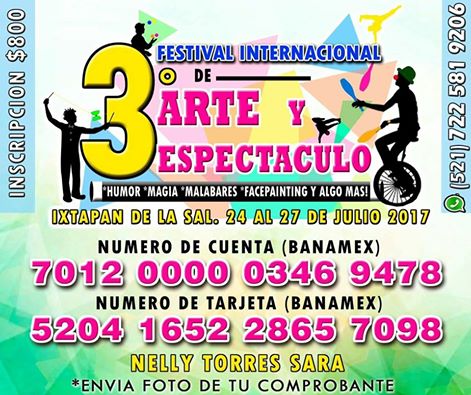 INSCRIPCION $800
FESTIVAL INTERNACIONAL
3° DE
ARTE Y
ESPECTACULO
*HUMOR *MAGIA *MALABARES *FACEPAINTING Y ALGO MAS!
(521) 722 581 9206
IXTAPAN DE LA SAL. 24 AL 27 DE JULIO 2017
NUMERO DE CUENTA (BANAMEX)
7012 0000 0346 9478
NUMERO DE TARJETA (BANAMEX)
5204 1652 2865 7098
NELLY TORRES SARA
*ENVIA FOTO DE TU COMPROBANTE